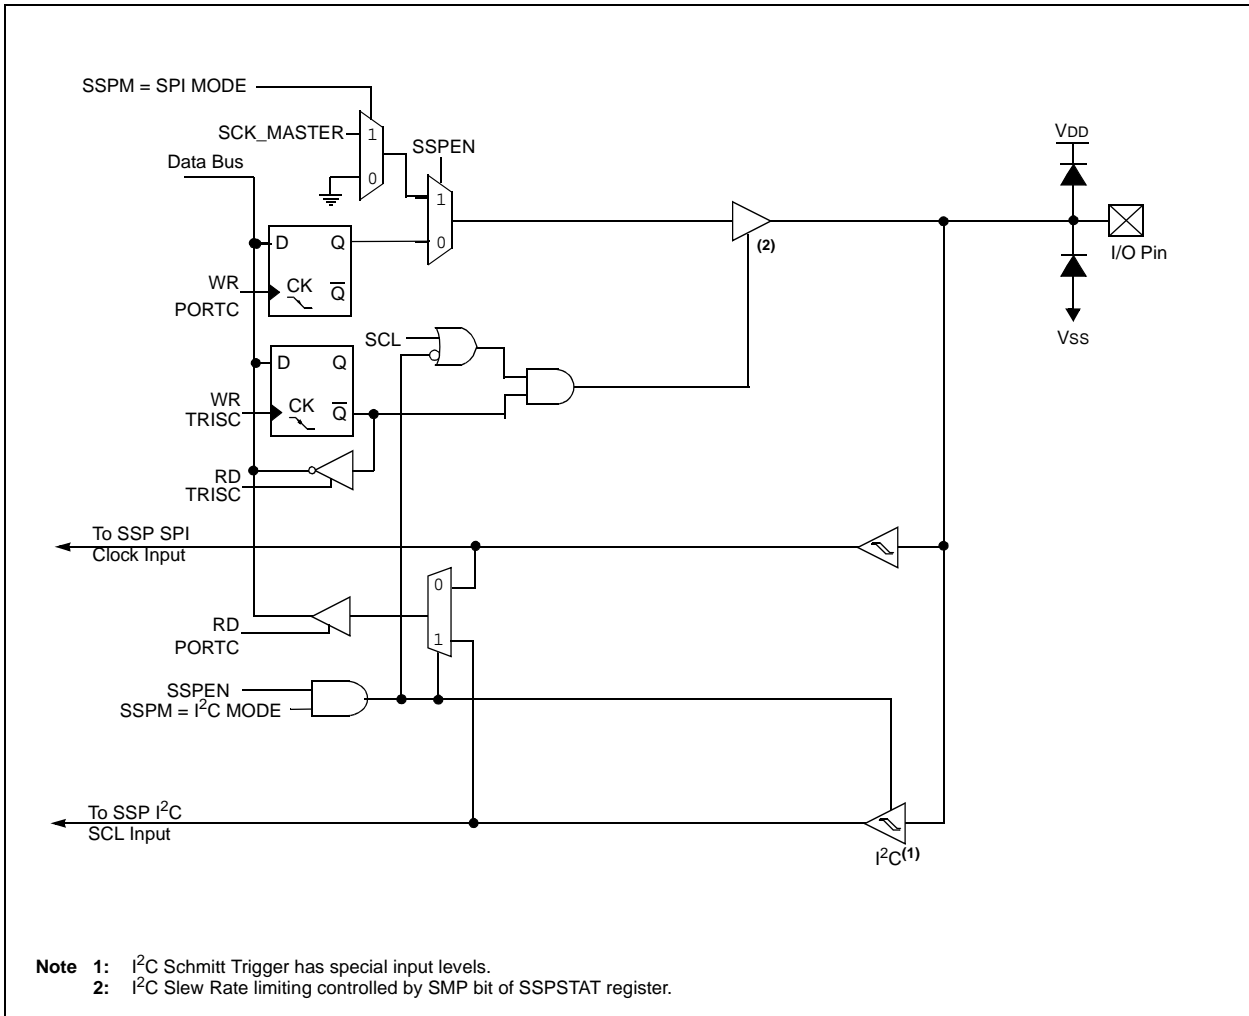 SSPM = SPI MODE
SCK_MASTER
1
0
SSPEN
1
0
Data Bus
VDD
I/O Pin
VSS
D Q
WR
PORTC
CK Q
(2)
SCL
D Q
WR
TRISC
CK Q
RD
TRISC
To SSP SPI
Clock Input
0
1
RD
PORTC
SSPEN
SSPM = I2C MODE
To SSP I2C
SCL Input
I2C(1)
Note 1: I2C Schmitt Trigger has special input levels.
2: I2C Slew Rate limiting controlled by SMP bit of SSPSTAT register.